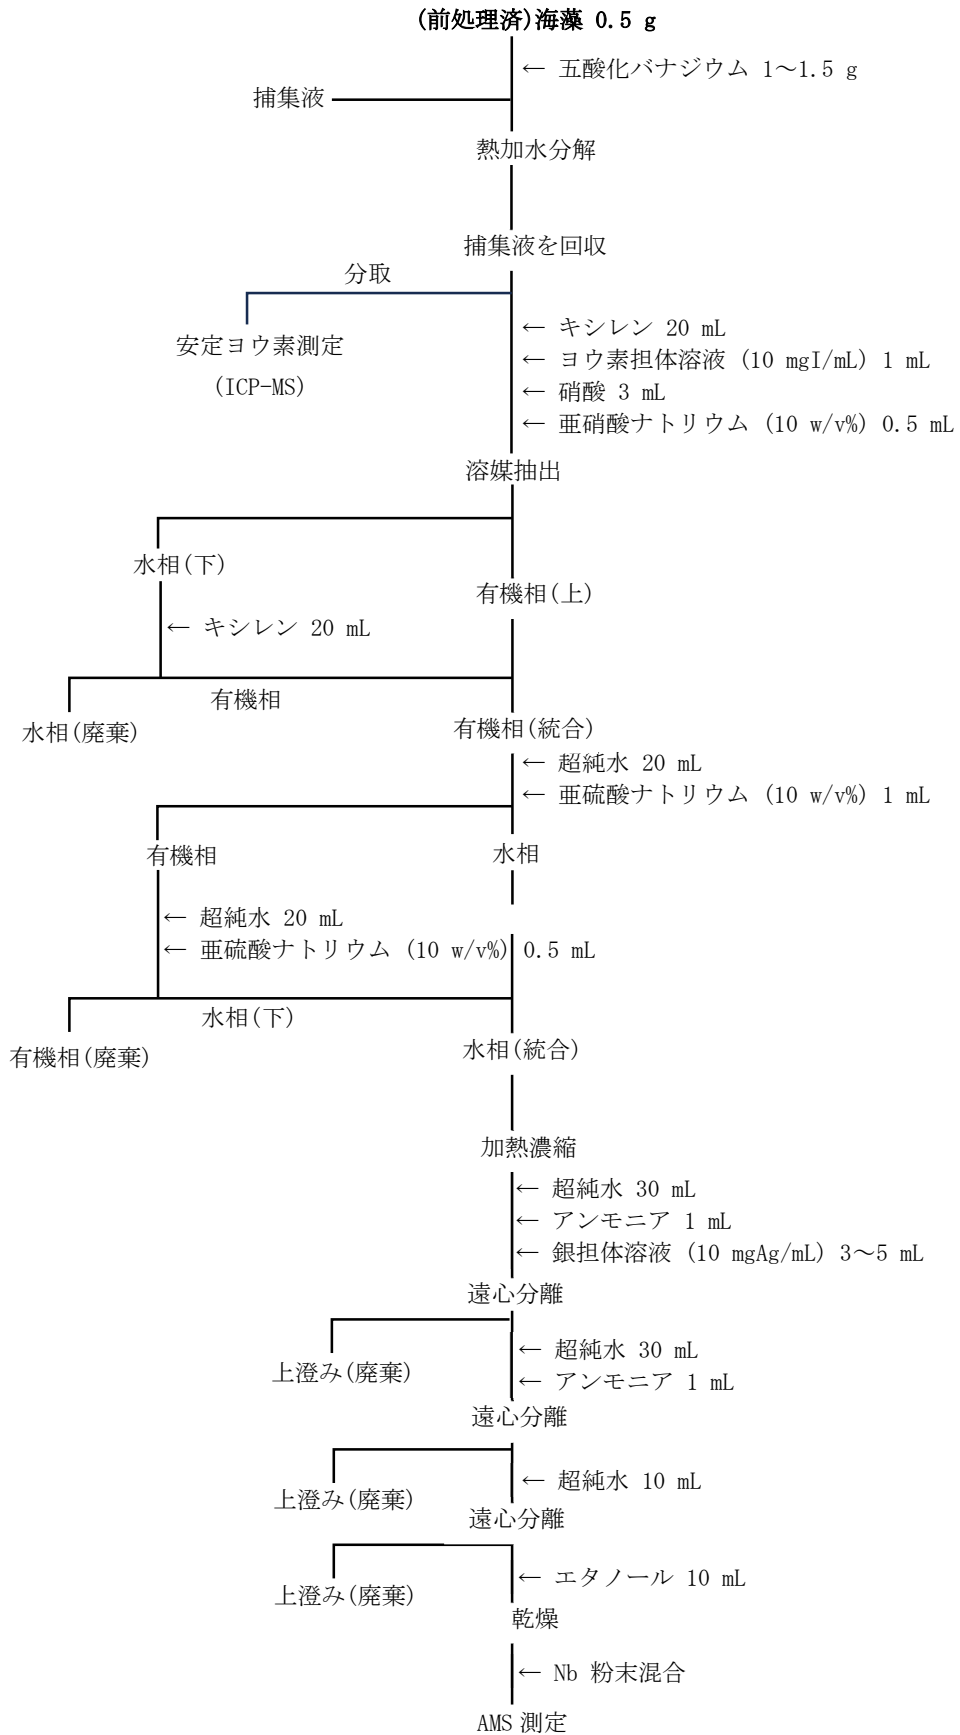 (前処理済)海藻 0.5 g
← 五酸化バナジウム 1～1.5 g
捕集液
熱加水分解
捕集液を回収
分取
安定ヨウ素測定
(ICP-MS)
← キシレン 20 mL
← ヨウ素担体溶液 (10 mgI/mL) 1 mL
← 硝酸 3 mL
← 亜硝酸ナトリウム (10 w/v%) 0.5 mL
溶媒抽出
水相(下)
有機相(上)
← キシレン 20 mL
有機相
水相(廃棄)
有機相(統合)
← 超純水 20 mL
← 亜硫酸ナトリウム (10 w/v%) 1 mL
有機相
水相
← 超純水 20 mL
← 亜硫酸ナトリウム (10 w/v%) 0.5 mL
水相(下)
有機相(廃棄)
水相(統合)
加熱濃縮
← 超純水 30 mL
← アンモニア 1 mL
← 銀担体溶液 (10 mgAg/mL) 3～5 mL
遠心分離
上澄み(廃棄)
← 超純水 30 mL
← アンモニア 1 mL
遠心分離
上澄み(廃棄)
← 超純水 10 mL
遠心分離
上澄み(廃棄)
← エタノール 10 mL
乾燥
← Nb 粉末混合
AMS 測定